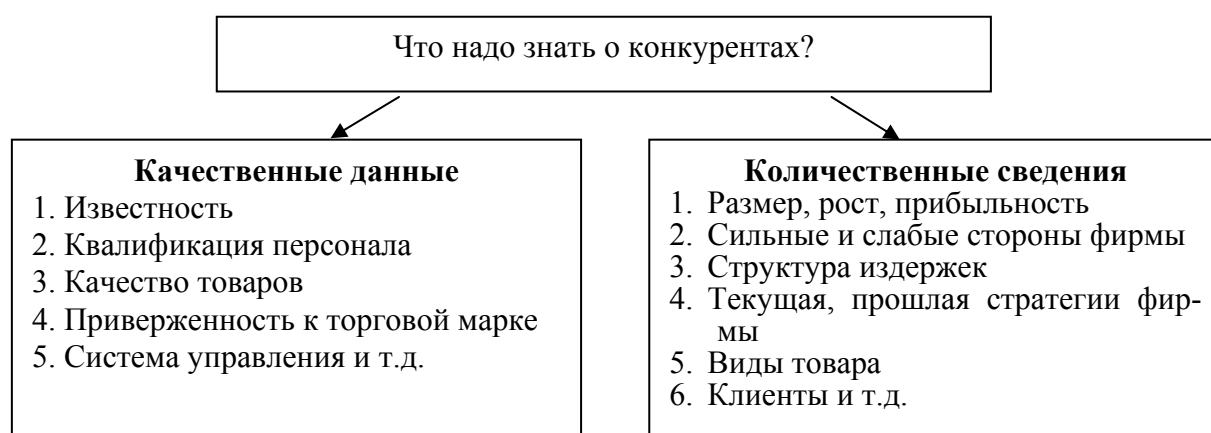 Что надо знать о конкурентах?
Качественные данные
1. Известность
2. Квалификация персонала
3. Качество товаров
4. Приверженность к торговой марке
5. Система управления и т.д.
Количественные сведения
1. Размер, рост, прибыльность
2. Сильные и слабые стороны фирмы
3. Структура издержек
4. Текущая, прошлая стратегии фир-
мы
5. Виды товара
6. Клиенты и т.д.